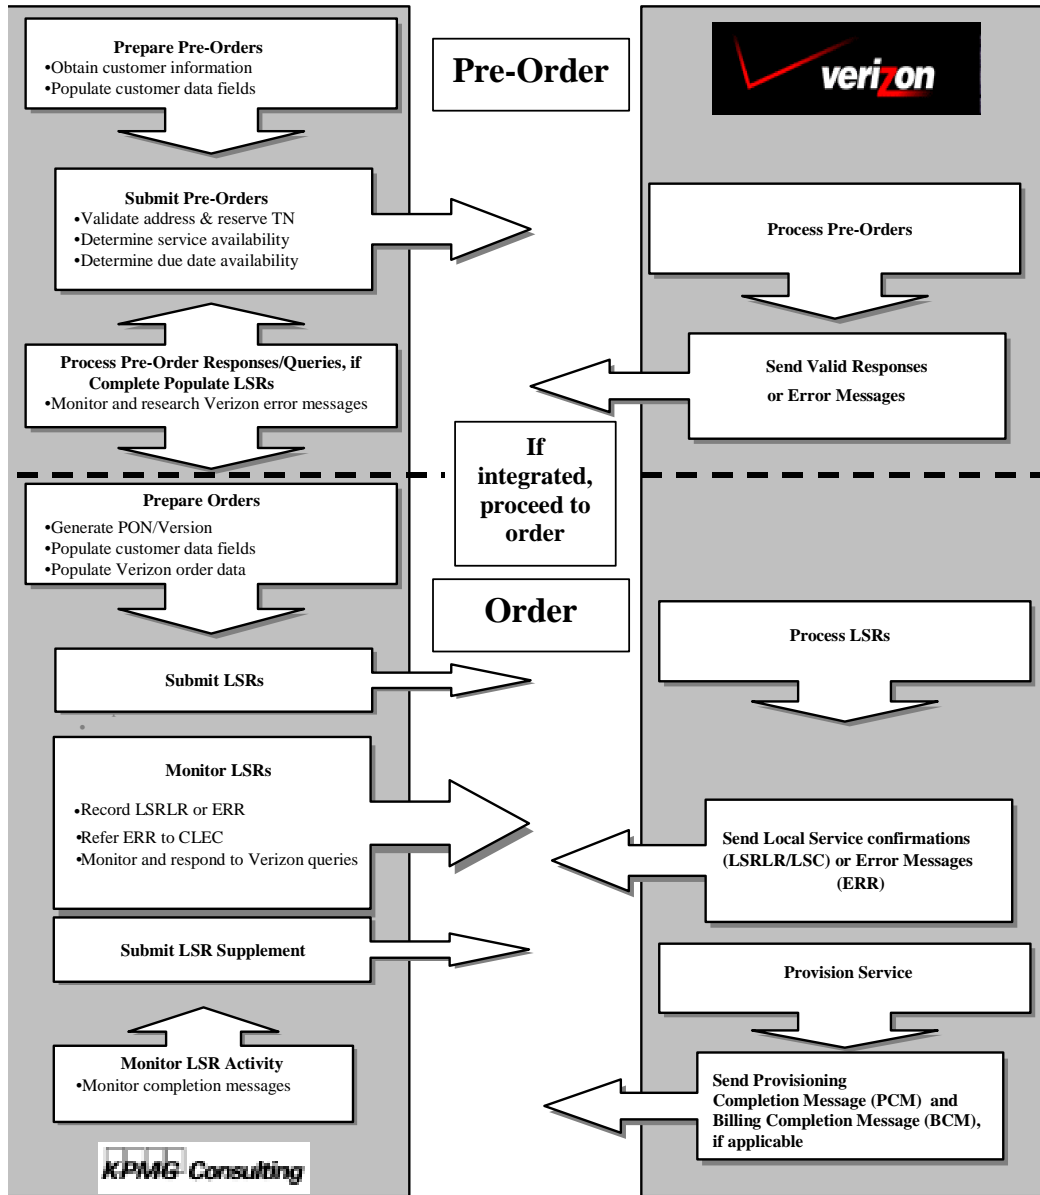 Prepare Pre-Orders
•Obtain customer information
•Populate customer data fields
Pre-Order
verizon
Submit Pre-Orders
•Validate address & reserve TN
•Determine service availability
•Determine due date availability
Process Pre-Orders
Process Pre-Order Responses/Queries, if
Complete Populate LSRs
•Monitor and research Verizon error messages
Send Valid Responses
or Error Messages
If
integrated,
proceed to
order
Prepare Orders
•Generate PON/Version
•Populate customer data fields
•Populate Verizon order data
Order
Process LSRs
Submit LSRs
Monitor LSRs
•Record LSRLR or ERR
•Refer ERR to CLEC
•Monitor and respond to Verizon queries
Send Local Service confirmations
(LSRLR/LSC) or Error Messages
(ERR)
Submit LSR Supplement
Provision Service
Monitor LSR Activity
•Monitor completion messages
Send Provisioning
Completion Message (PCM) and
Billing Completion Message (BCM),
if applicable
KPMG Consulting